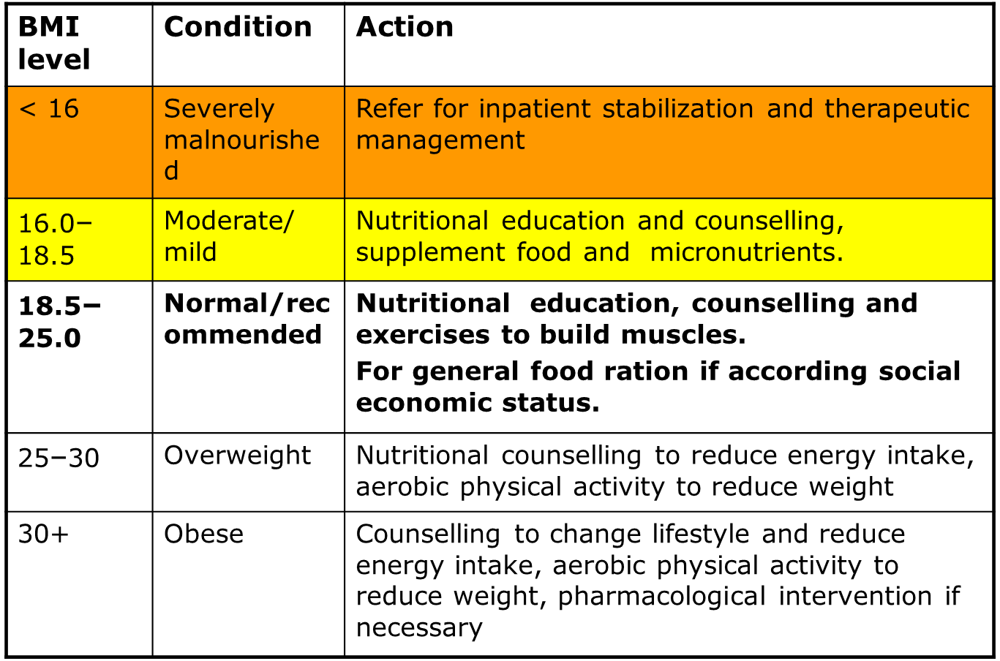 BMI level
Condition
Action
< 16
Severely
malnourishe
d
Refer for inpatient stabilization and therapeutic
management
16.0–
18.5
Moderate/
mild
Nutritional education and counselling,
supplement food and  micronutrients.
18.5–
25.0
Normal/rec
ommended
Nutritional  education, counselling and
exercises to build muscles.
For general food ration if according social
economic status.
25–30
Overweight
Nutritional counselling to reduce energy intake,
aerobic physical activity to reduce weight
30+
Obese
Counselling to change lifestyle and reduce
energy intake, aerobic physical activity to
reduce weight, pharmacological intervention if
necessary